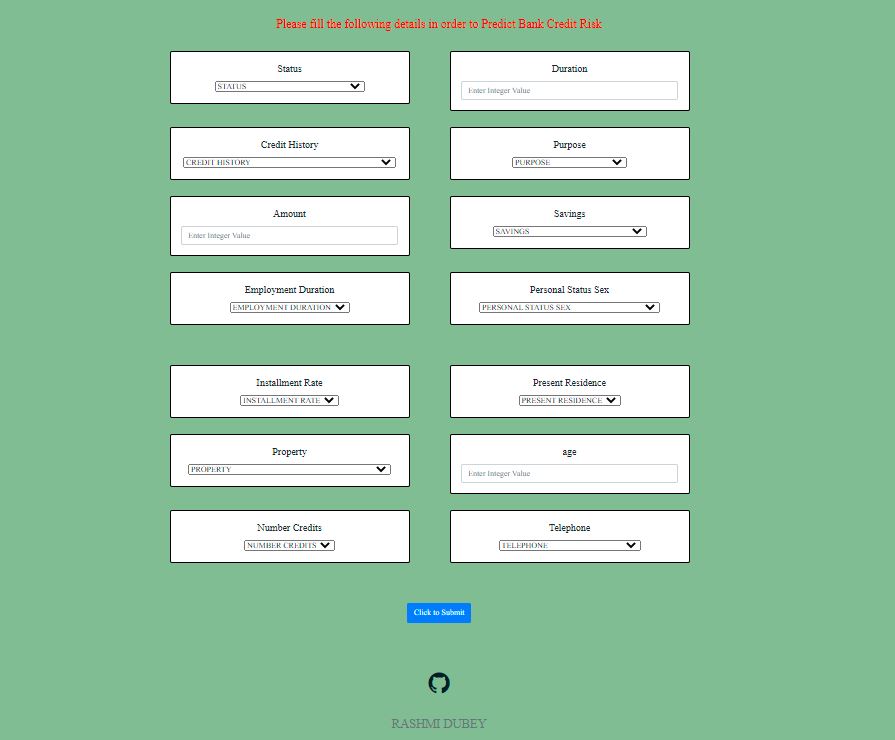 Please fill the following details in order to Predict Bank Credit Risk
Status
STATUS
Duration
Enter Integer Value
Credit History
CREDIT HISTORY
Purpose
PURPOSE
Amount
Enter Integer Value
Savings
SAVINGS
Employment Duration
EMPLOYMENT DURATION
Personal Status Sex
PERSONAL STATUS SEX
Installment Rate
INSTALLMENT RATE
Present Residence
PRESENT RESIDENCE
Property
PROPERTY
age
Enter Integer Value
Number Credits
NUMBER CREDITS
Telephone
TELEPHONE
Click to Submit
RASHMI DUBEY